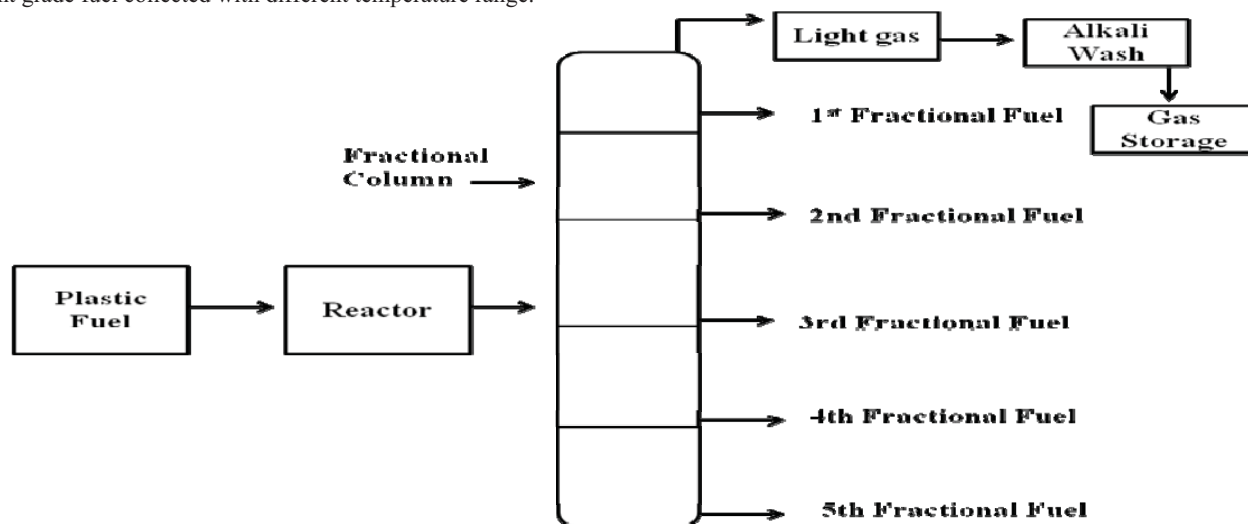 nt grade fuel collected with different temperature range.
Light gas
Alkali
Wash
1st Fractional Fuel
Gas
Storage
Fractional
Column
2nd Fractional Fuel
Plastic
Fuel
Reactor
3rd Fractional Fuel
4th Fractional Fuel
5th Fractional Fuel